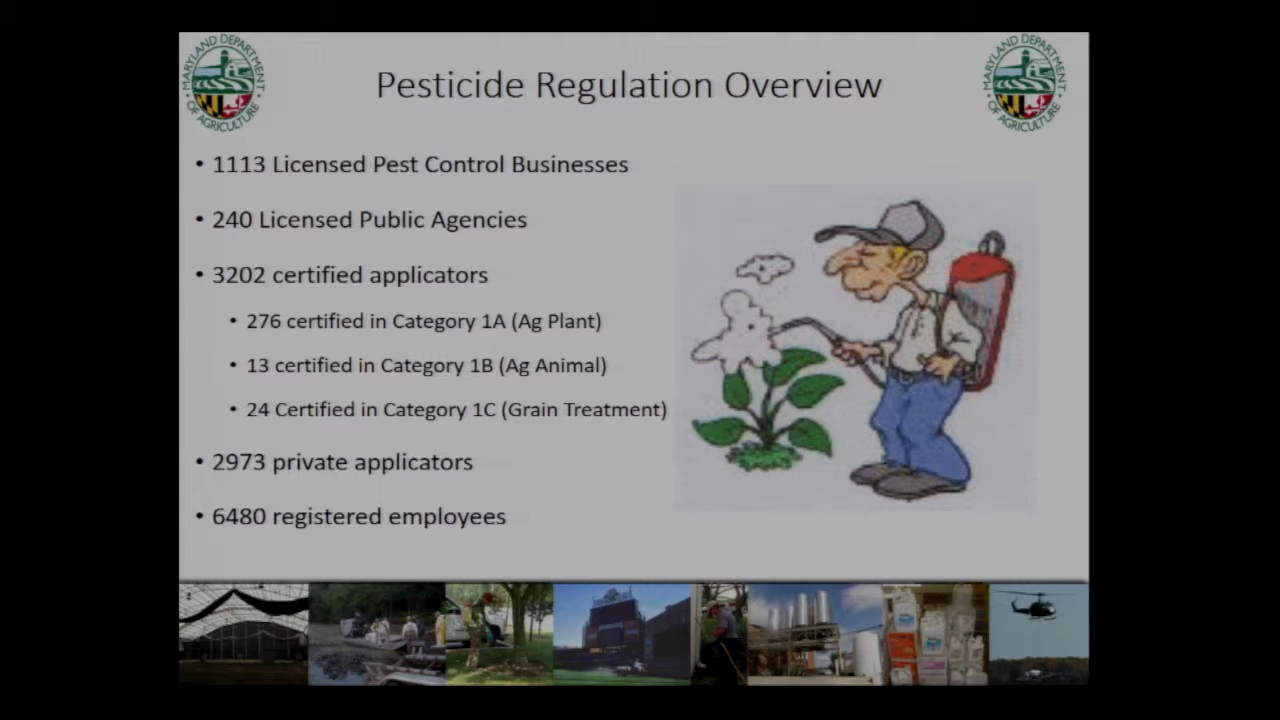 MARYLAND DEPARTMENT
OF AGRICULTURE
Pesticide Regulation Overview
MARYLAND DEPARTMENT
OF AGRICULTURE
• 1113 Licensed Pest Control Businesses
• 240 Licensed Public Agencies
• 3202 certified applicators
• 276 certified in Category 1A (Ag Plant)
• 13 certified in Category 1B (Ag Animal)
• 24 Certified in Category 1C (Grain Treatment)
• 2973 private applicators
• 6480 registered employees